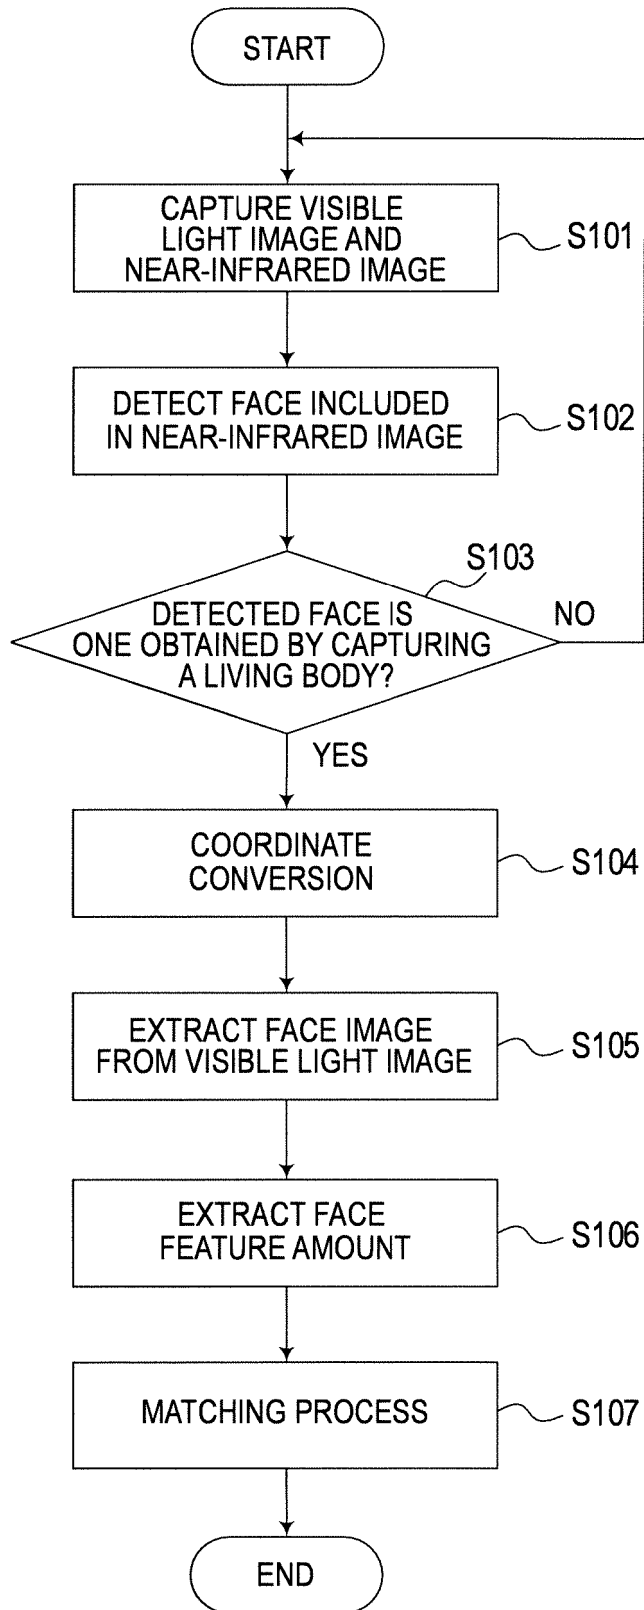 START
CAPTURE VISIBLE
LIGHT IMAGE AND
NEAR-INFRARED IMAGE
S101
DETECT FACE INCLUDED
IN NEAR-INFRARED IMAGE
S102
S103
DETECTED FACE IS
ONE OBTAINED BY CAPTURING
A LIVING BODY?
NO
YES
COORDINATE
CONVERSION
S104
EXTRACT FACE IMAGE
FROM VISIBLE LIGHT IMAGE
S105
EXTRACT FACE
FEATURE AMOUNT
S106
MATCHING PROCESS
S107
END